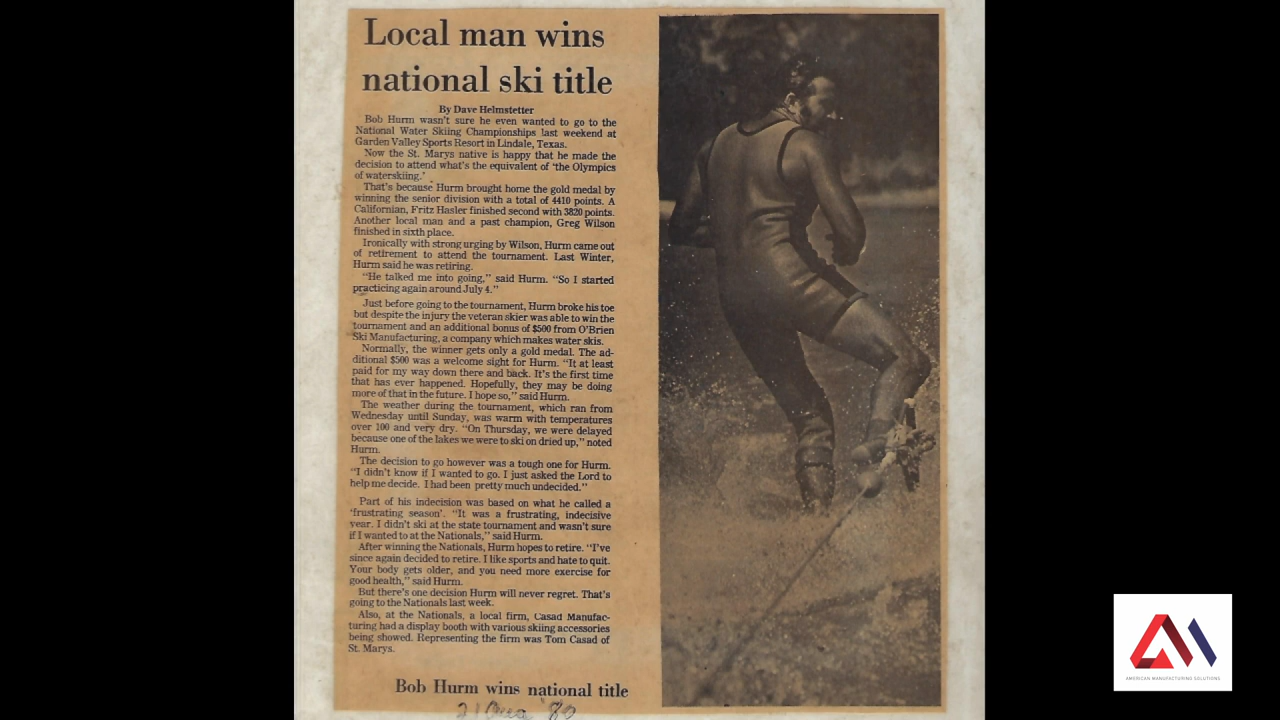 Local man wins
national ski title
By Dave Helmstetter
Bob Hurm wasn't sure he even wanted to go to the
National Water Skiing Championships last weekend at
Garden Valley Sports Resort in Lindale, Texas.
Now the St. Marys native is happy that he made the
decision to attend what's the equivalent of 'the Olympics
of waterskiing.'
That's because Hurm brought home the gold medal by
winning the senior division with a total of 4410 points. A
Californian, Fritz Hasler finished second with 3820 points.
Another local man and a past champion, Greg Wilson
finished in sixth place.
Ironically with strong urging by Wilson, Hurm came out
of retirement to attend the tournament. Last Winter,
Hurm said he was retiring.
"He talked me into going," said Hurm. "So I started
practicing again around July 4."
Just before going to the tournament, Hurm broke his toe
but despite the injury the veteran skier was able to win the
tournament and an additional bonus of $500 from O'Brien
Ski Manufacturing, a company which makes water skis.
Normally, the winner gets only a gold medal. The ad-
ditional $500 was a welcome sight for Hurm. "It at least
paid for my way down there and back. It's the first time
that has ever happened. Hopefully, they may be doing
more of that in the future. I hope so," said Hurm.
The weather during the tournament, which ran from
Wednesday until Sunday, was warm with temperatures
over 100 and very dry. "On Thursday, we were delayed
because one of the lakes we were to ski on dried up," noted
Hurm.
The decision to go however was a tough one for Hurm.
"I didn't know if I wanted to go. I just asked the Lord to
help me decide. I had been pretty much undecided."
Part of his indecision was based on what he called a
'frustrating season'. "It was a frustrating, indecisive
year. I didn't ski at the state tournament and wasn't sure
if I wanted to at the Nationals," said Hurm.
After winning the Nationals, Hurm hopes to retire. "I've
since again decided to retire. I like sports and hate to quit.
Your body gets older, and you need more exercise for
good health," said Hurm.
But there's one decision Hurm will never regret. That's
going to the Nationals last week.
Also, at the Nationals, a local firm, Casad Manufac-
turing had a display booth with various skiing accessories
being showed. Representing the firm was Tom Casad of
St. Marys.
Bob Hurm wins national title
21 '80
AMERICAN MANUFACTURING SOLUTIONS